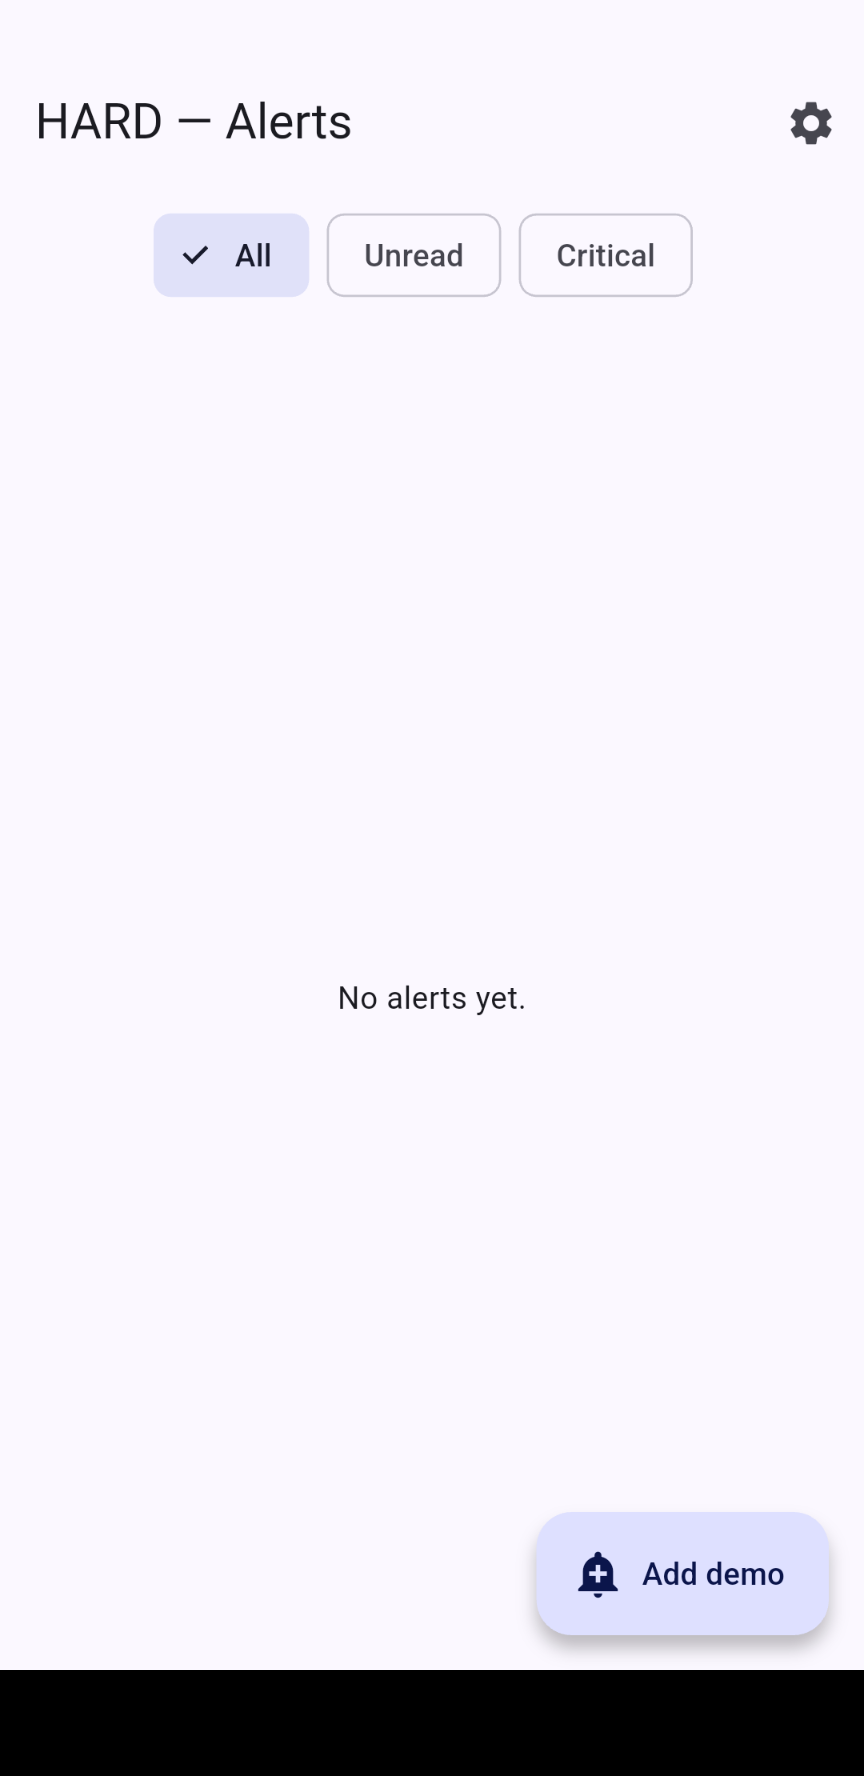 HARD — Alerts
All
Unread
Critical
No alerts yet.
Add demo